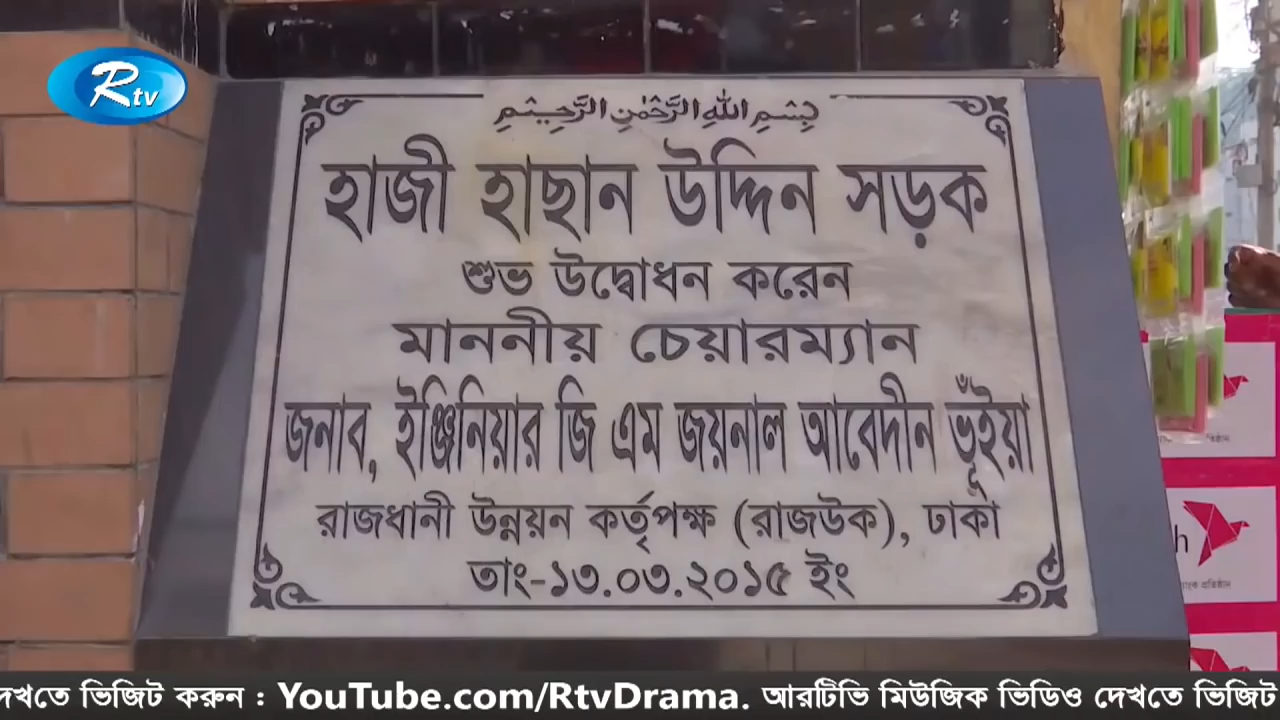 Rtv
بِسْمِ اللهِ الرَّحْمٰنِ الرَّحِيْمِ
হাজী হাছান উদ্দিন সড়ক
শুভ উদ্বোধন করেন
মাননীয় চেয়ারম্যান
জনাব, ইঞ্জিনিয়ার জি এম জয়নাল আবেদীন ভূঁইয়া
রাজধানী উন্নয়ন কর্তৃপক্ষ (রাজউক), ঢাকা
তাং-১৩.০৩.২০১৫ ইং
দেখতে ভিজিট করুন : YouTube.com/RtvDrama. আরটিভি মিউজিক ভিডিও দেখতে ভিজিট